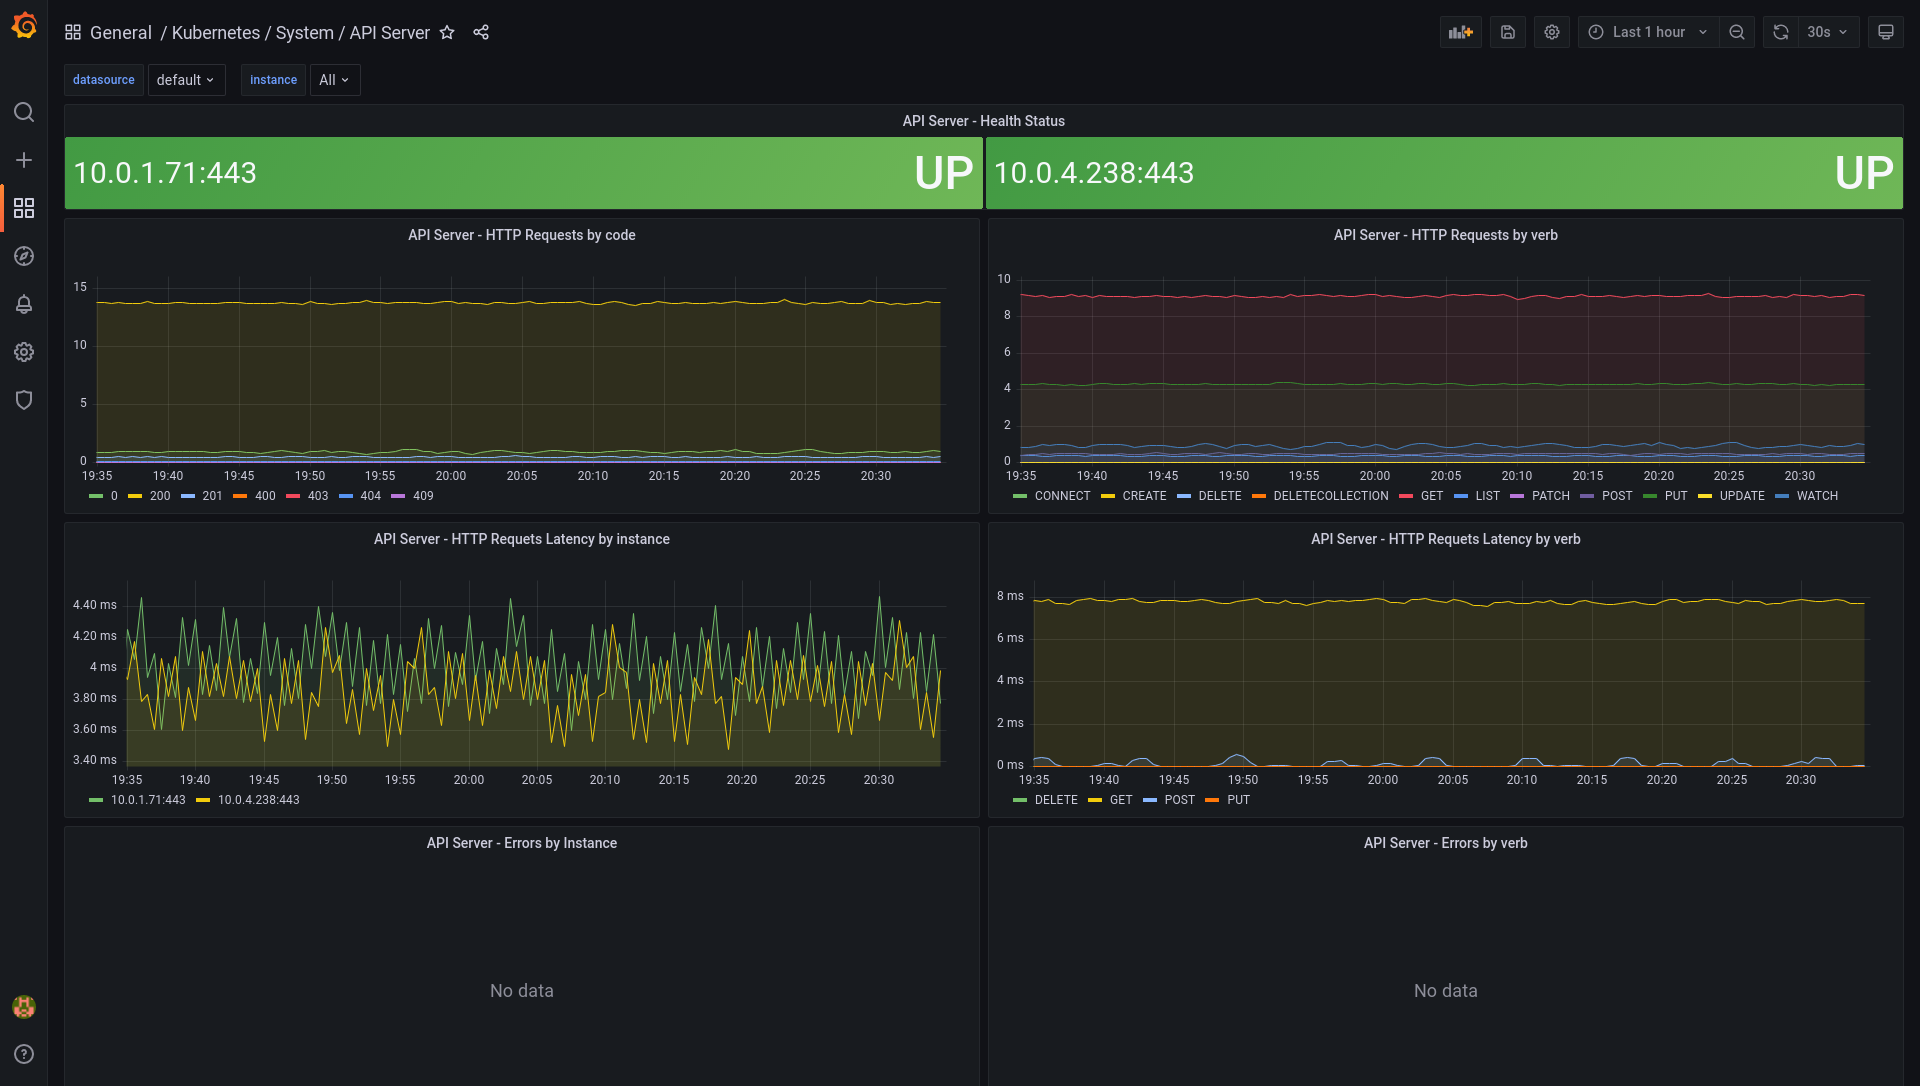 General / Kubernetes / System / API Server
Last 1 hour
30s
datasource default instance All
API Server - Health Status
10.0.1.71:443 UP
10.0.4.238:443 UP
API Server - HTTP Requests by code
15
10
5
0
19:35 19:40 19:45 19:50 19:55 20:00 20:05 20:10 20:15 20:20 20:25 20:30
0 200 201 400 403 404 409
API Server - HTTP Requests by verb
10
8
6
4
2
0
19:35 19:40 19:45 19:50 19:55 20:00 20:05 20:10 20:15 20:20 20:25 20:30
CONNECT CREATE DELETE DELETECOLLECTION GET LIST PATCH POST PUT UPDATE WATCH
API Server - HTTP Requets Latency by instance
4.40 ms
4.20 ms
4 ms
3.80 ms
3.60 ms
3.40 ms
19:35 19:40 19:45 19:50 19:55 20:00 20:05 20:10 20:15 20:20 20:25 20:30
10.0.1.71:443 10.0.4.238:443
API Server - HTTP Requets Latency by verb
8 ms
6 ms
4 ms
2 ms
0 ms
19:35 19:40 19:45 19:50 19:55 20:00 20:05 20:10 20:15 20:20 20:25 20:30
DELETE GET POST PUT
API Server - Errors by Instance
No data
API Server - Errors by verb
No data